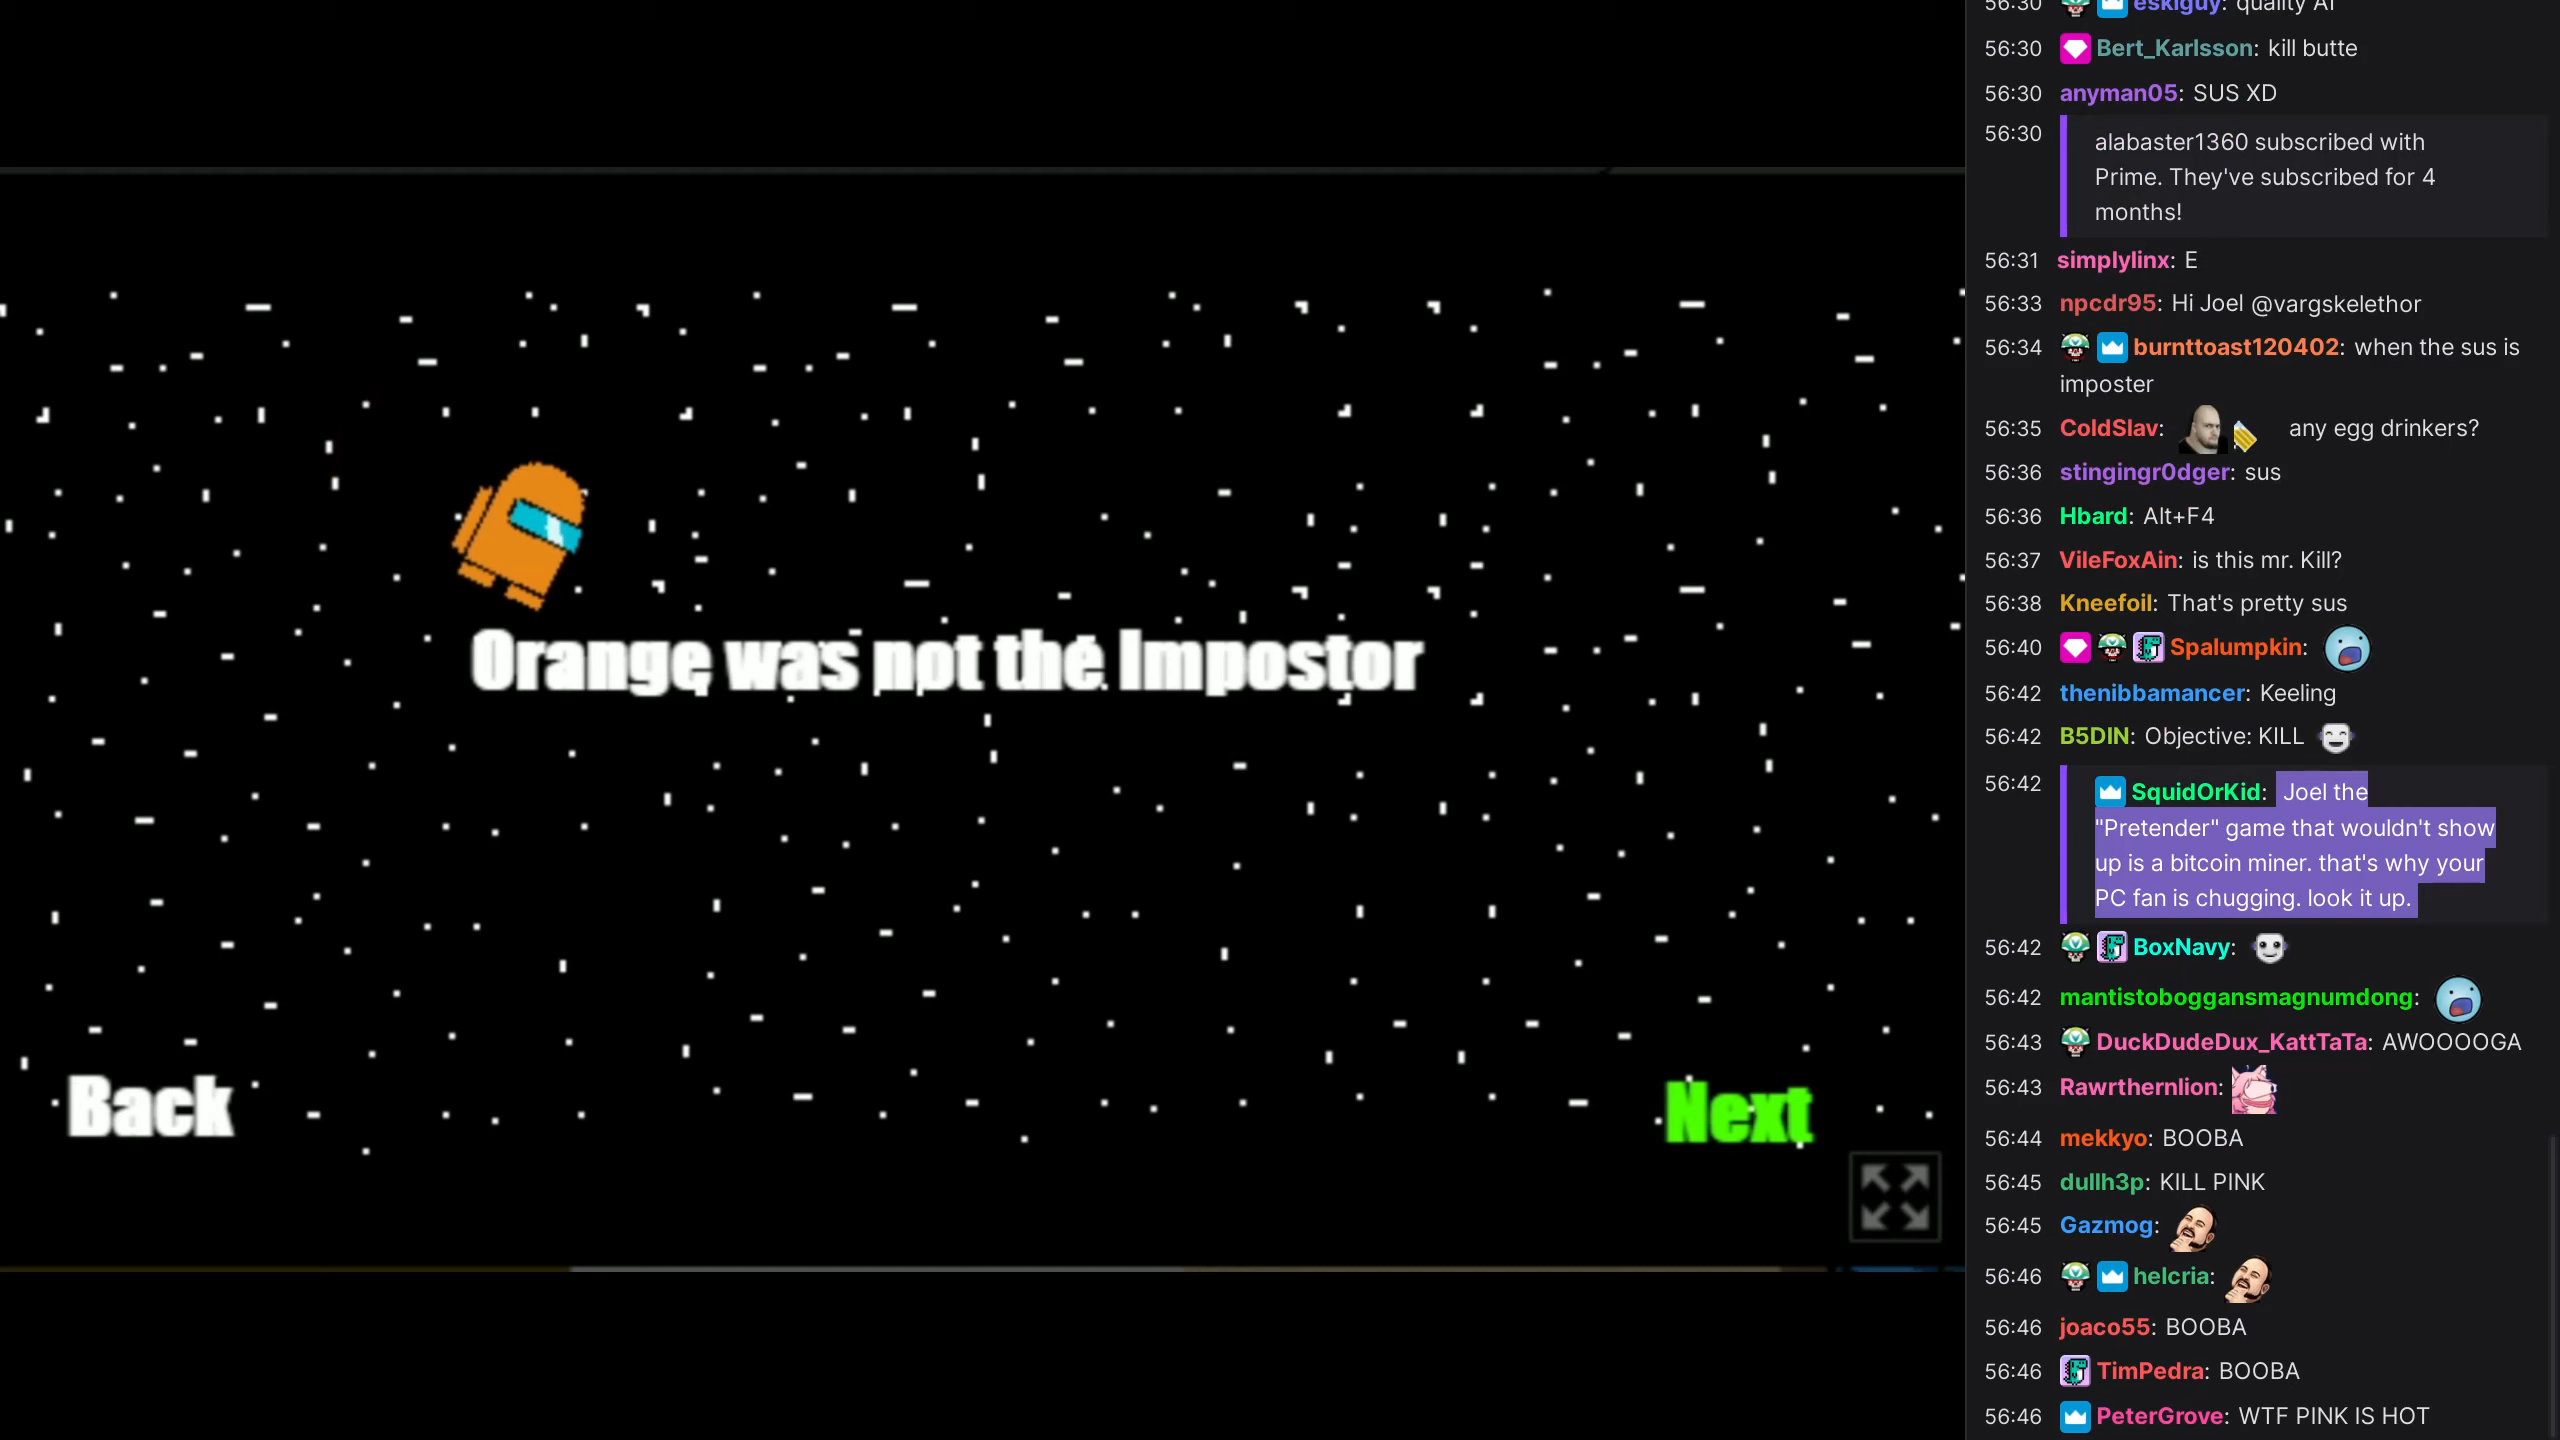 Orange was not the Impostor
Back
Next
56:30 eskiguy: quality AI
56:30 Bert_Karlsson: kill butte
56:30 anyman05: SUS XD
56:30 alabaster1360 subscribed with
Prime. They've subscribed for 4
months!
56:31 simplylinx: E
56:33 npcdr95: Hi Joel @vargskelethor
56:34 burnttoast120402: when the sus is
imposter
56:35 ColdSlav: any egg drinkers?
56:36 stingingr0dger: sus
56:36 Hbard: Alt+F4
56:37 VileFoxAin: is this mr. Kill?
56:38 Kneefoil: That's pretty sus
56:40 Spalumpkin:
56:42 thenibbamancer: Keeling
56:42 B5DIN: Objective: KILL
56:42 SquidOrKid: Joel the
"Pretender" game that wouldn't show
up is a bitcoin miner. that's why your
PC fan is chugging. look it up.
56:42 BoxNavy:
56:42 mantistoboggansmagnumdong:
56:43 DuckDudeDux_KattTaTa: AWOOOOGA
56:43 Rawrthernlion:
56:44 mekkyo: BOOBA
56:45 dullh3p: KILL PINK
56:45 Gazmog:
56:46 helcria:
56:46 joaco55: BOOBA
56:46 TimPedra: BOOBA
56:46 PeterGrove: WTF PINK IS HOT